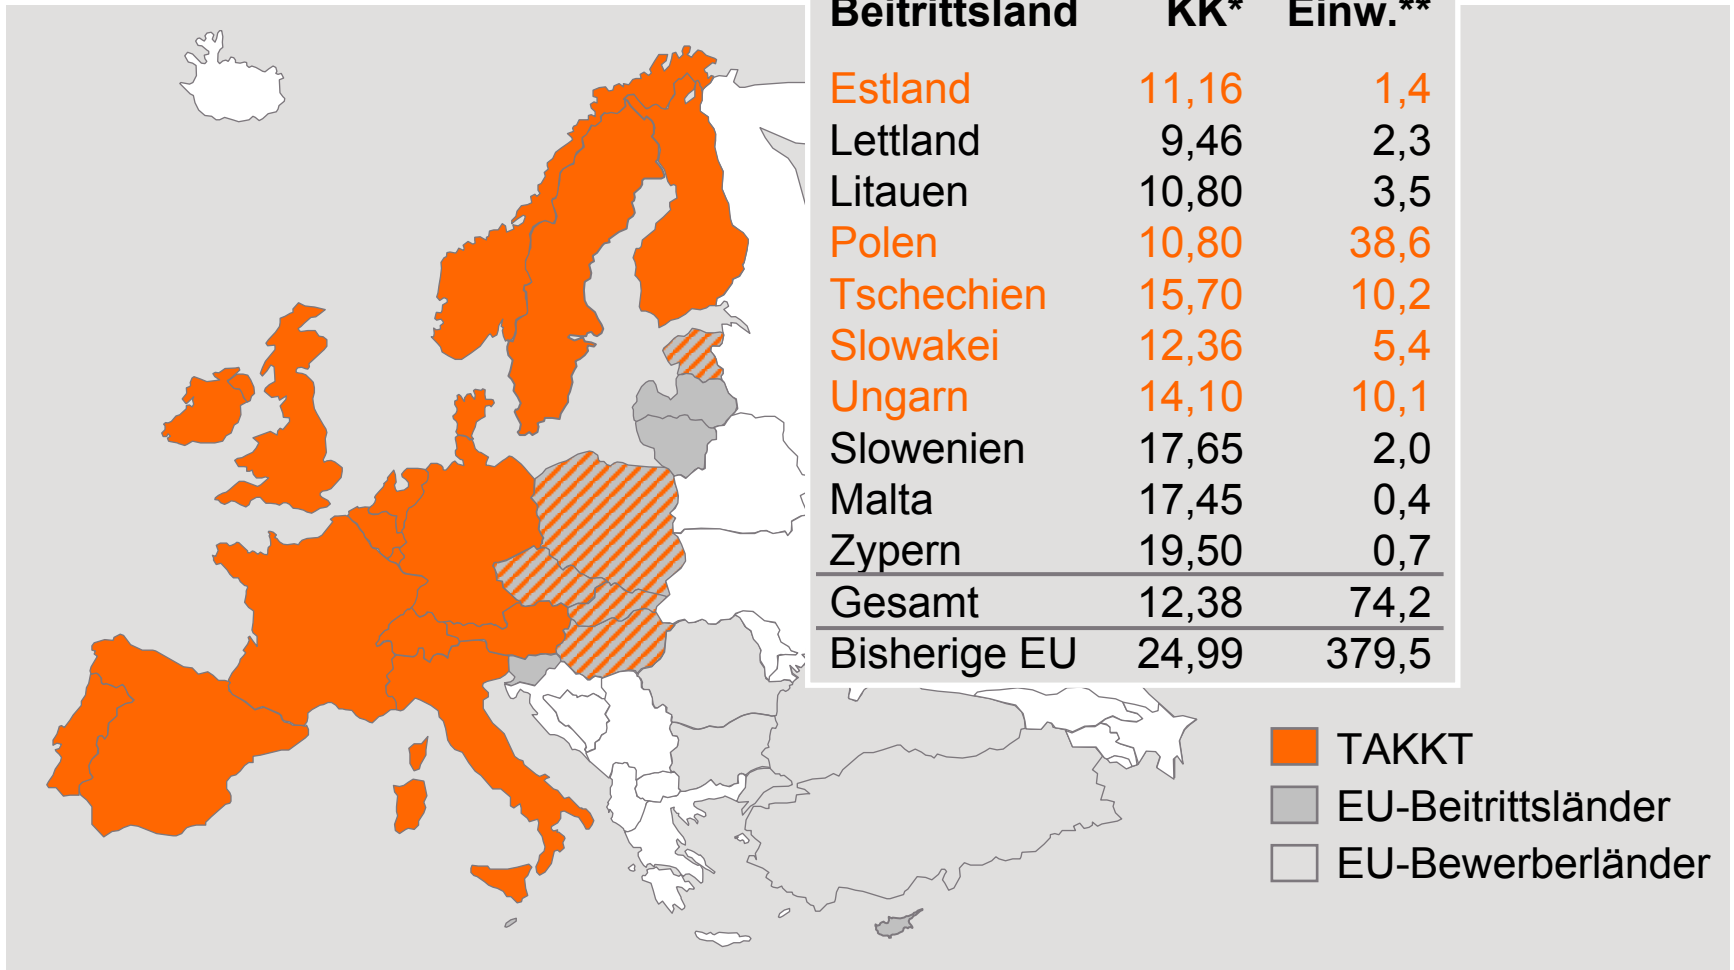 Beitrittsland KK* Einw.**
Estland 11,16 1,4
Lettland 9,46 2,3
Litauen 10,80 3,5
Polen 10,80 38,6
Tschechien 15,70 10,2
Slowakei 12,36 5,4
Ungarn 14,10 10,1
Slowenien 17,65 2,0
Malta 17,45 0,4
Zypern 19,50 0,7
Gesamt 12,38 74,2
Bisherige EU 24,99 379,5
TAKKT
EU-Beitrittsländer
EU-Bewerberländer